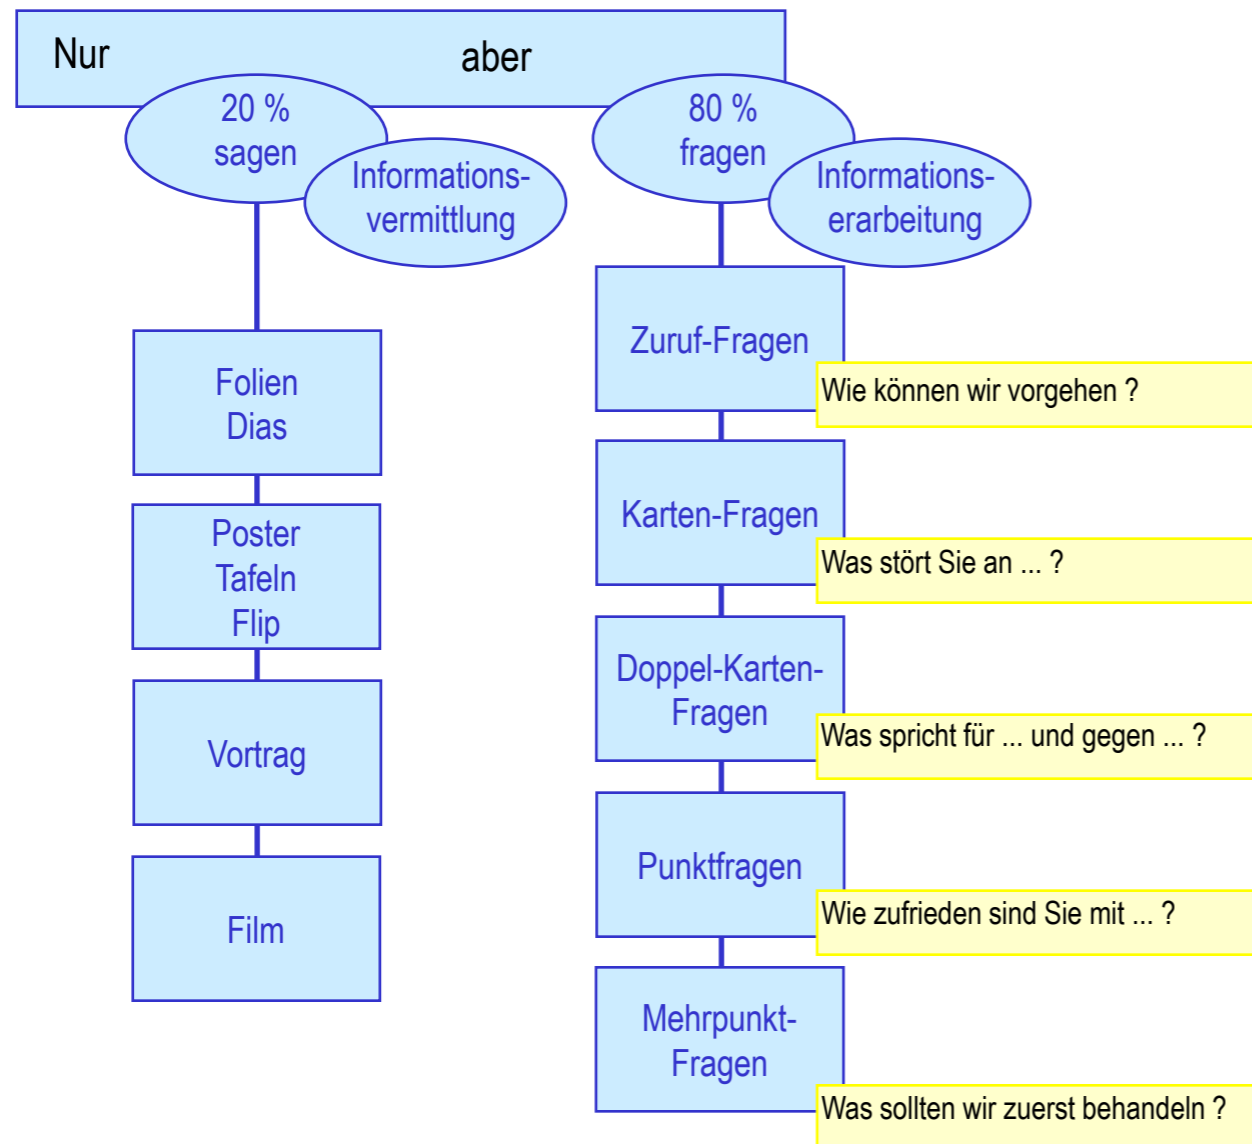 Nur aber
20 %
sagen
Informations-
vermittlung
Folien
Dias
Poster
Tafeln
Flip
Vortrag
Film
80 %
fragen
Informations-
erarbeitung
Zuruf-Fragen
Wie können wir vorgehen ?
Karten-Fragen
Was stört Sie an ... ?
Doppel-Karten-
Fragen
Was spricht für ... und gegen ... ?
Punktfragen
Wie zufrieden sind Sie mit ... ?
Mehrpunkt-
Fragen
Was sollten wir zuerst behandeln ?